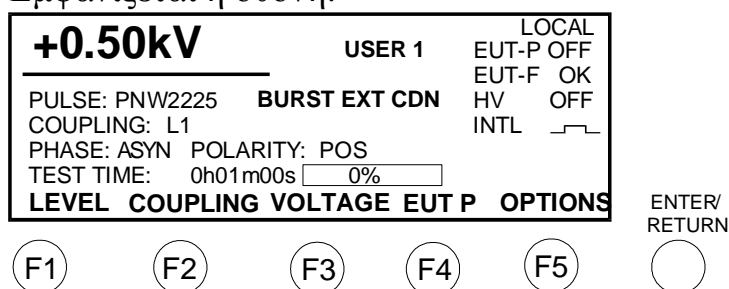 Εμφανίζεται η οθόνη:
+0.50kV USER 1 LOCAL
EUT-P OFF
EUT-F OK
PULSE: PNW2225 BURST EXT CDN HV OFF
COUPLING: L1 INTL
PHASE: ASYN POLARITY: POS
TEST TIME: 0h01m00s 0%
LEVEL COUPLING VOLTAGE EUT P OPTIONS ENTER/
RETURN
F1 F2 F3 F4 F5